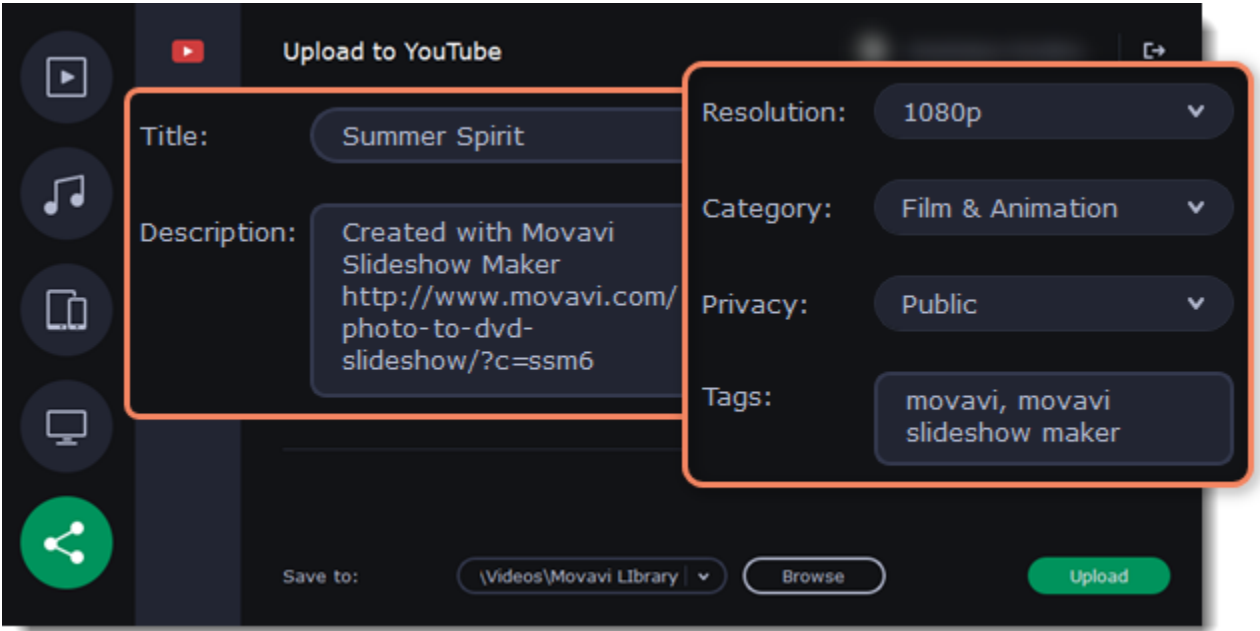 Upload to YouTube
Title:
Summer Spirit
Description:
Created with Movavi
Slideshow Maker
http://www.movavi.com/
photo-to-dvd-
slideshow/?c=ssm6
Resolution:
1080p
Category:
Film & Animation
Privacy:
Public
Tags:
movavi, movavi
slideshow maker
Save to:
\Videos\Movavi LIbrary
Browse
Upload